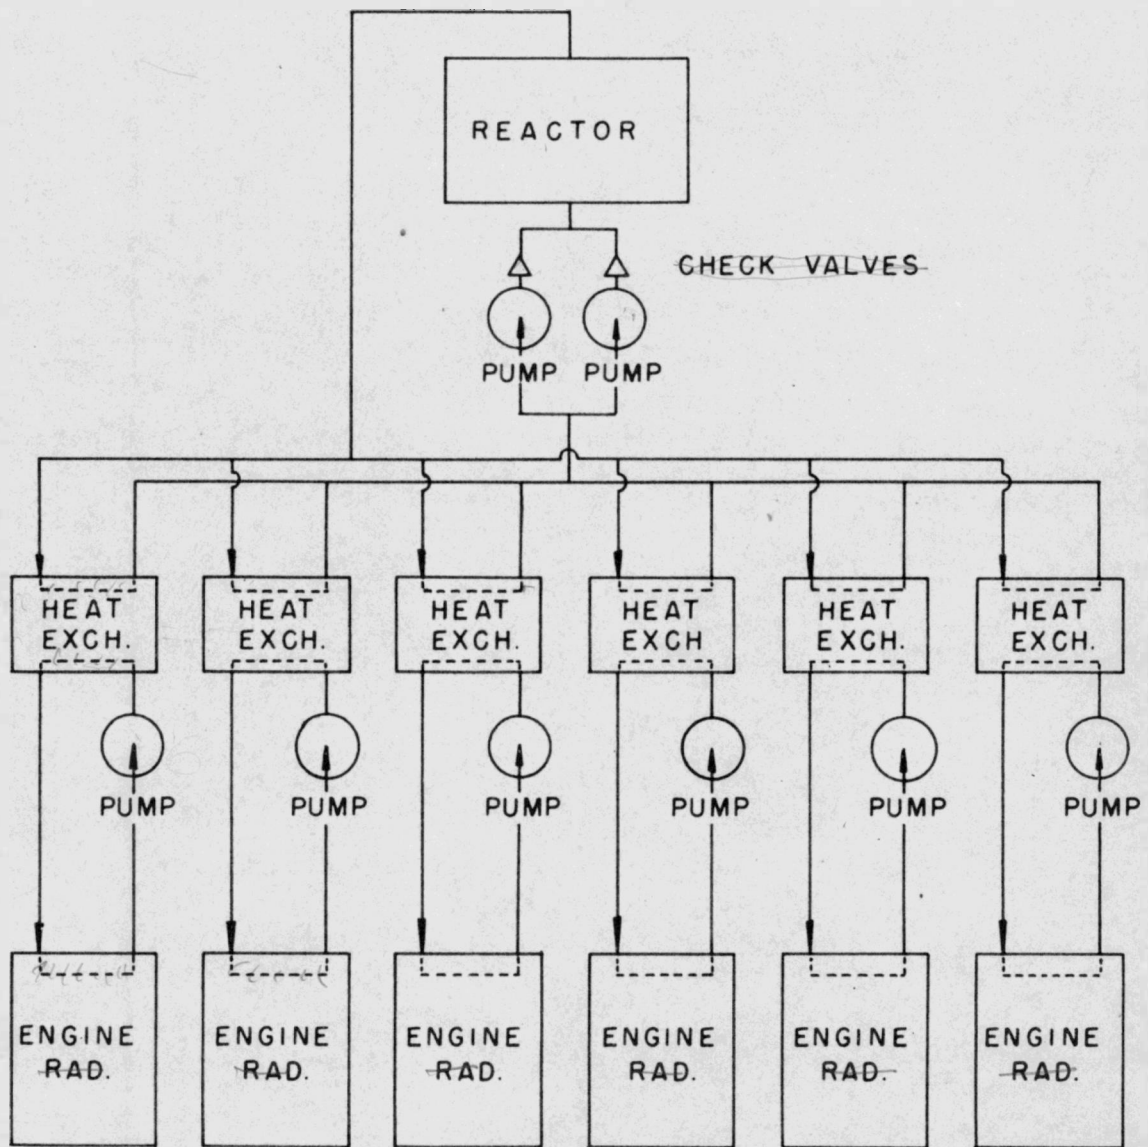 REACTOR
CHECK VALVES
PUMP PUMP
HEAT EXCH.
HEAT EXCH.
HEAT EXCH.
HEAT EXCH
HEAT EXCH.
HEAT EXCH.
PUMP PUMP PUMP PUMP PUMP PUMP
ENGINE RAD.
ENGINE RAD.
ENGINE RAD.
ENGINE RAD.
ENGINE RAD.
ENGINE RAD.